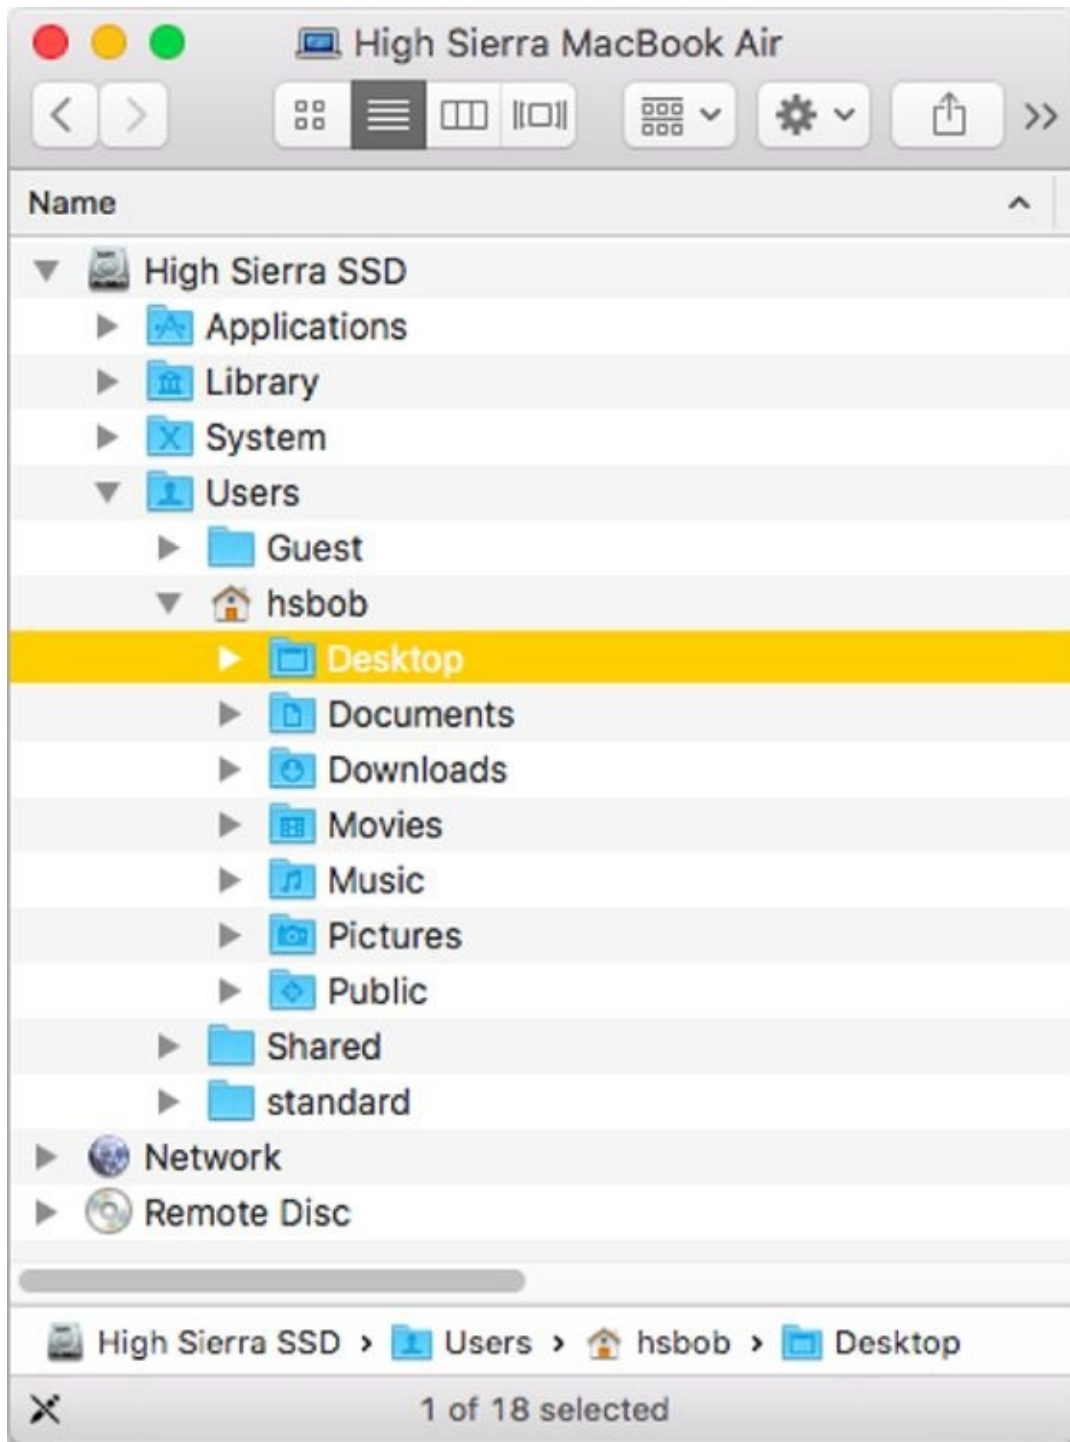 High Sierra MacBook Air
Name
High Sierra SSD
Applications
Library
System
Users
Guest
hsbob
Desktop
Documents
Downloads
Movies
Music
Pictures
Public
Shared
standard
Network
Remote Disc
High Sierra SSD › Users › hsbob › Desktop
1 of 18 selected